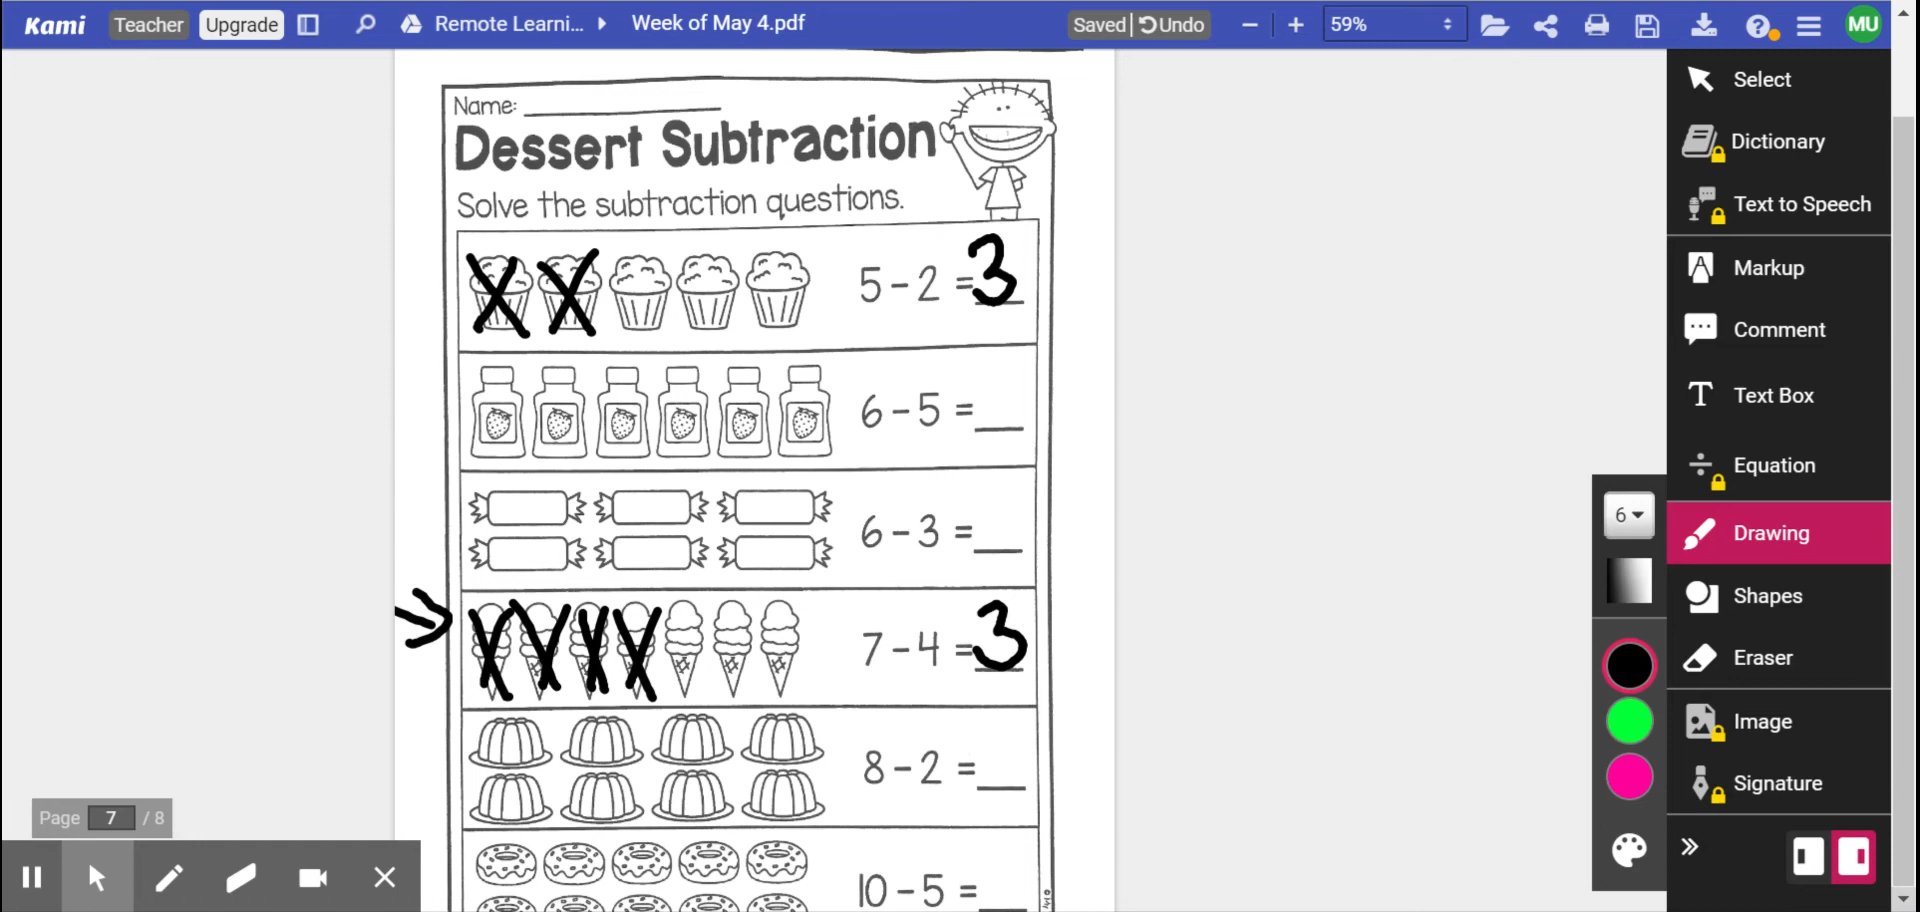 Kami Teacher Upgrade Remote Learni... Week of May 4.pdf Saved Undo 59% MU
Name:
Dessert Subtraction
Solve the subtraction questions.
5-2 = 3
6-5 = __
6-3 = __
7-4 = 3
8-2 = __
10-5 = __
Page 7 / 8
6
Select
Dictionary
Text to Speech
Markup
Comment
Text Box
Equation
Drawing
Shapes
Eraser
Image
Signature